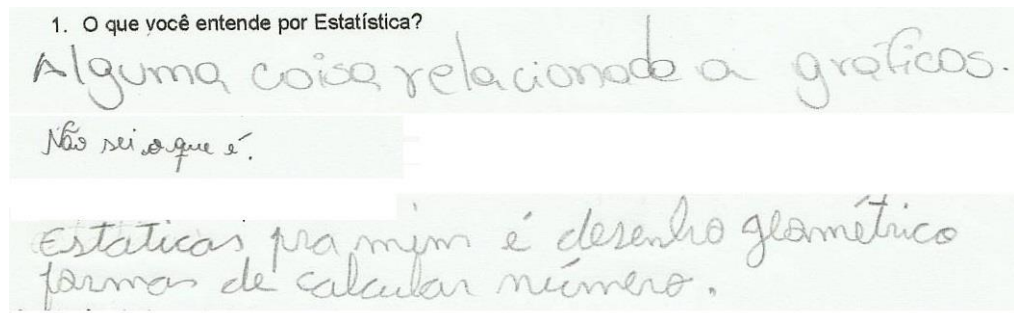 1. O que você entende por Estatística?
Alguma coisa relacionado a gráficos.
Não sei o que é.
Estaticas pra mim é desenho geométrico
formas de calcular número.